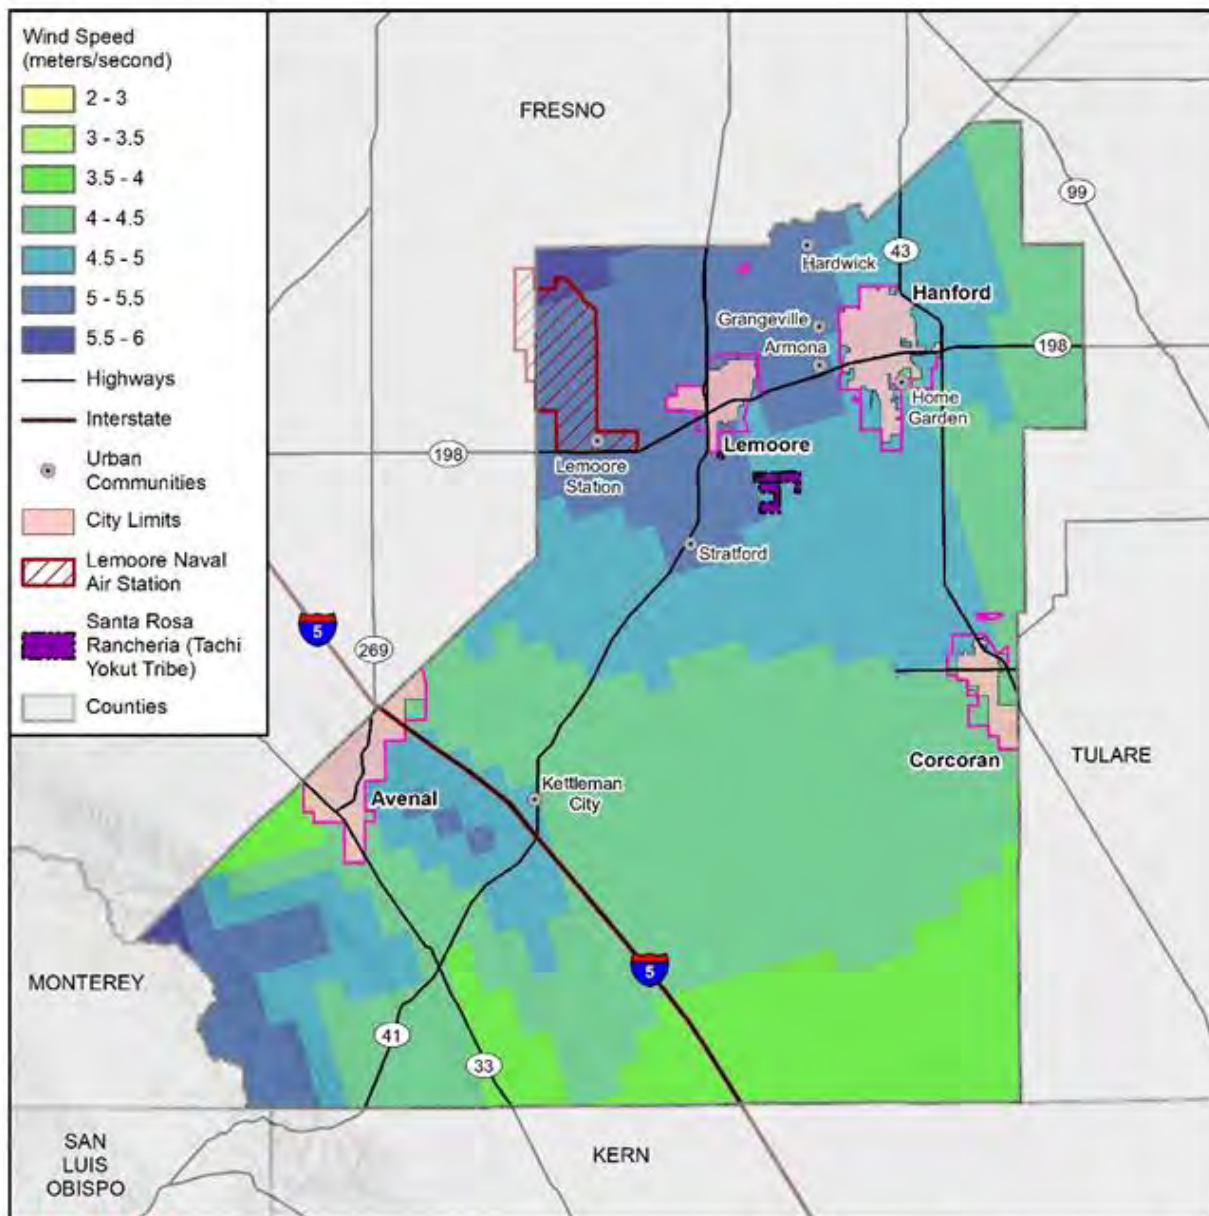 Wind Speed
(meters/second)
2 - 3
3 - 3.5
3.5 - 4
4 - 4.5
4.5 - 5
5 - 5.5
5.5 - 6
Highways
Interstate
Urban
Communities
City Limits
Lemoore Naval
Air Station
Santa Rosa
Rancheria (Tachi
Yokut Tribe)
Counties
FRESNO
99
43
Hardwick
Hanford
Grangeville
Armona
198
Home
Garden
Lemoore
198
Lemoore
Station
Stratford
5
269
Corcoran
TULARE
Kettleman
City
Avenal
5
MONTEREY
41
33
SAN
LUIS
OBISPO
KERN